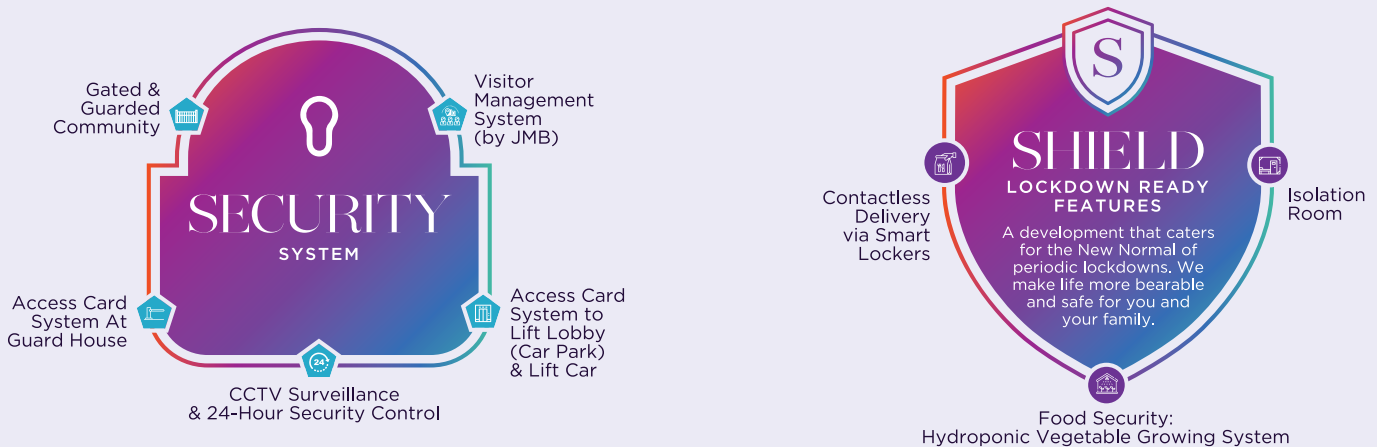 Gated &
Guarded
Community
Visitor
Management
System
(by JMB)
SECURITY
SYSTEM
Access Card
System At
Guard House
Access Card
System to
Lift Lobby
(Car Park)
& Lift Car
24
CCTV Surveillance
& 24-Hour Security Control
S
SHIELD
LOCKDOWN READY
FEATURES
A development that caters
for the New Normal of
periodic lockdowns. We
make life more bearable
and safe for you and
your family.
Contactless
Delivery
via Smart
Lockers
Isolation
Room
Food Security:
Hydroponic Vegetable Growing System